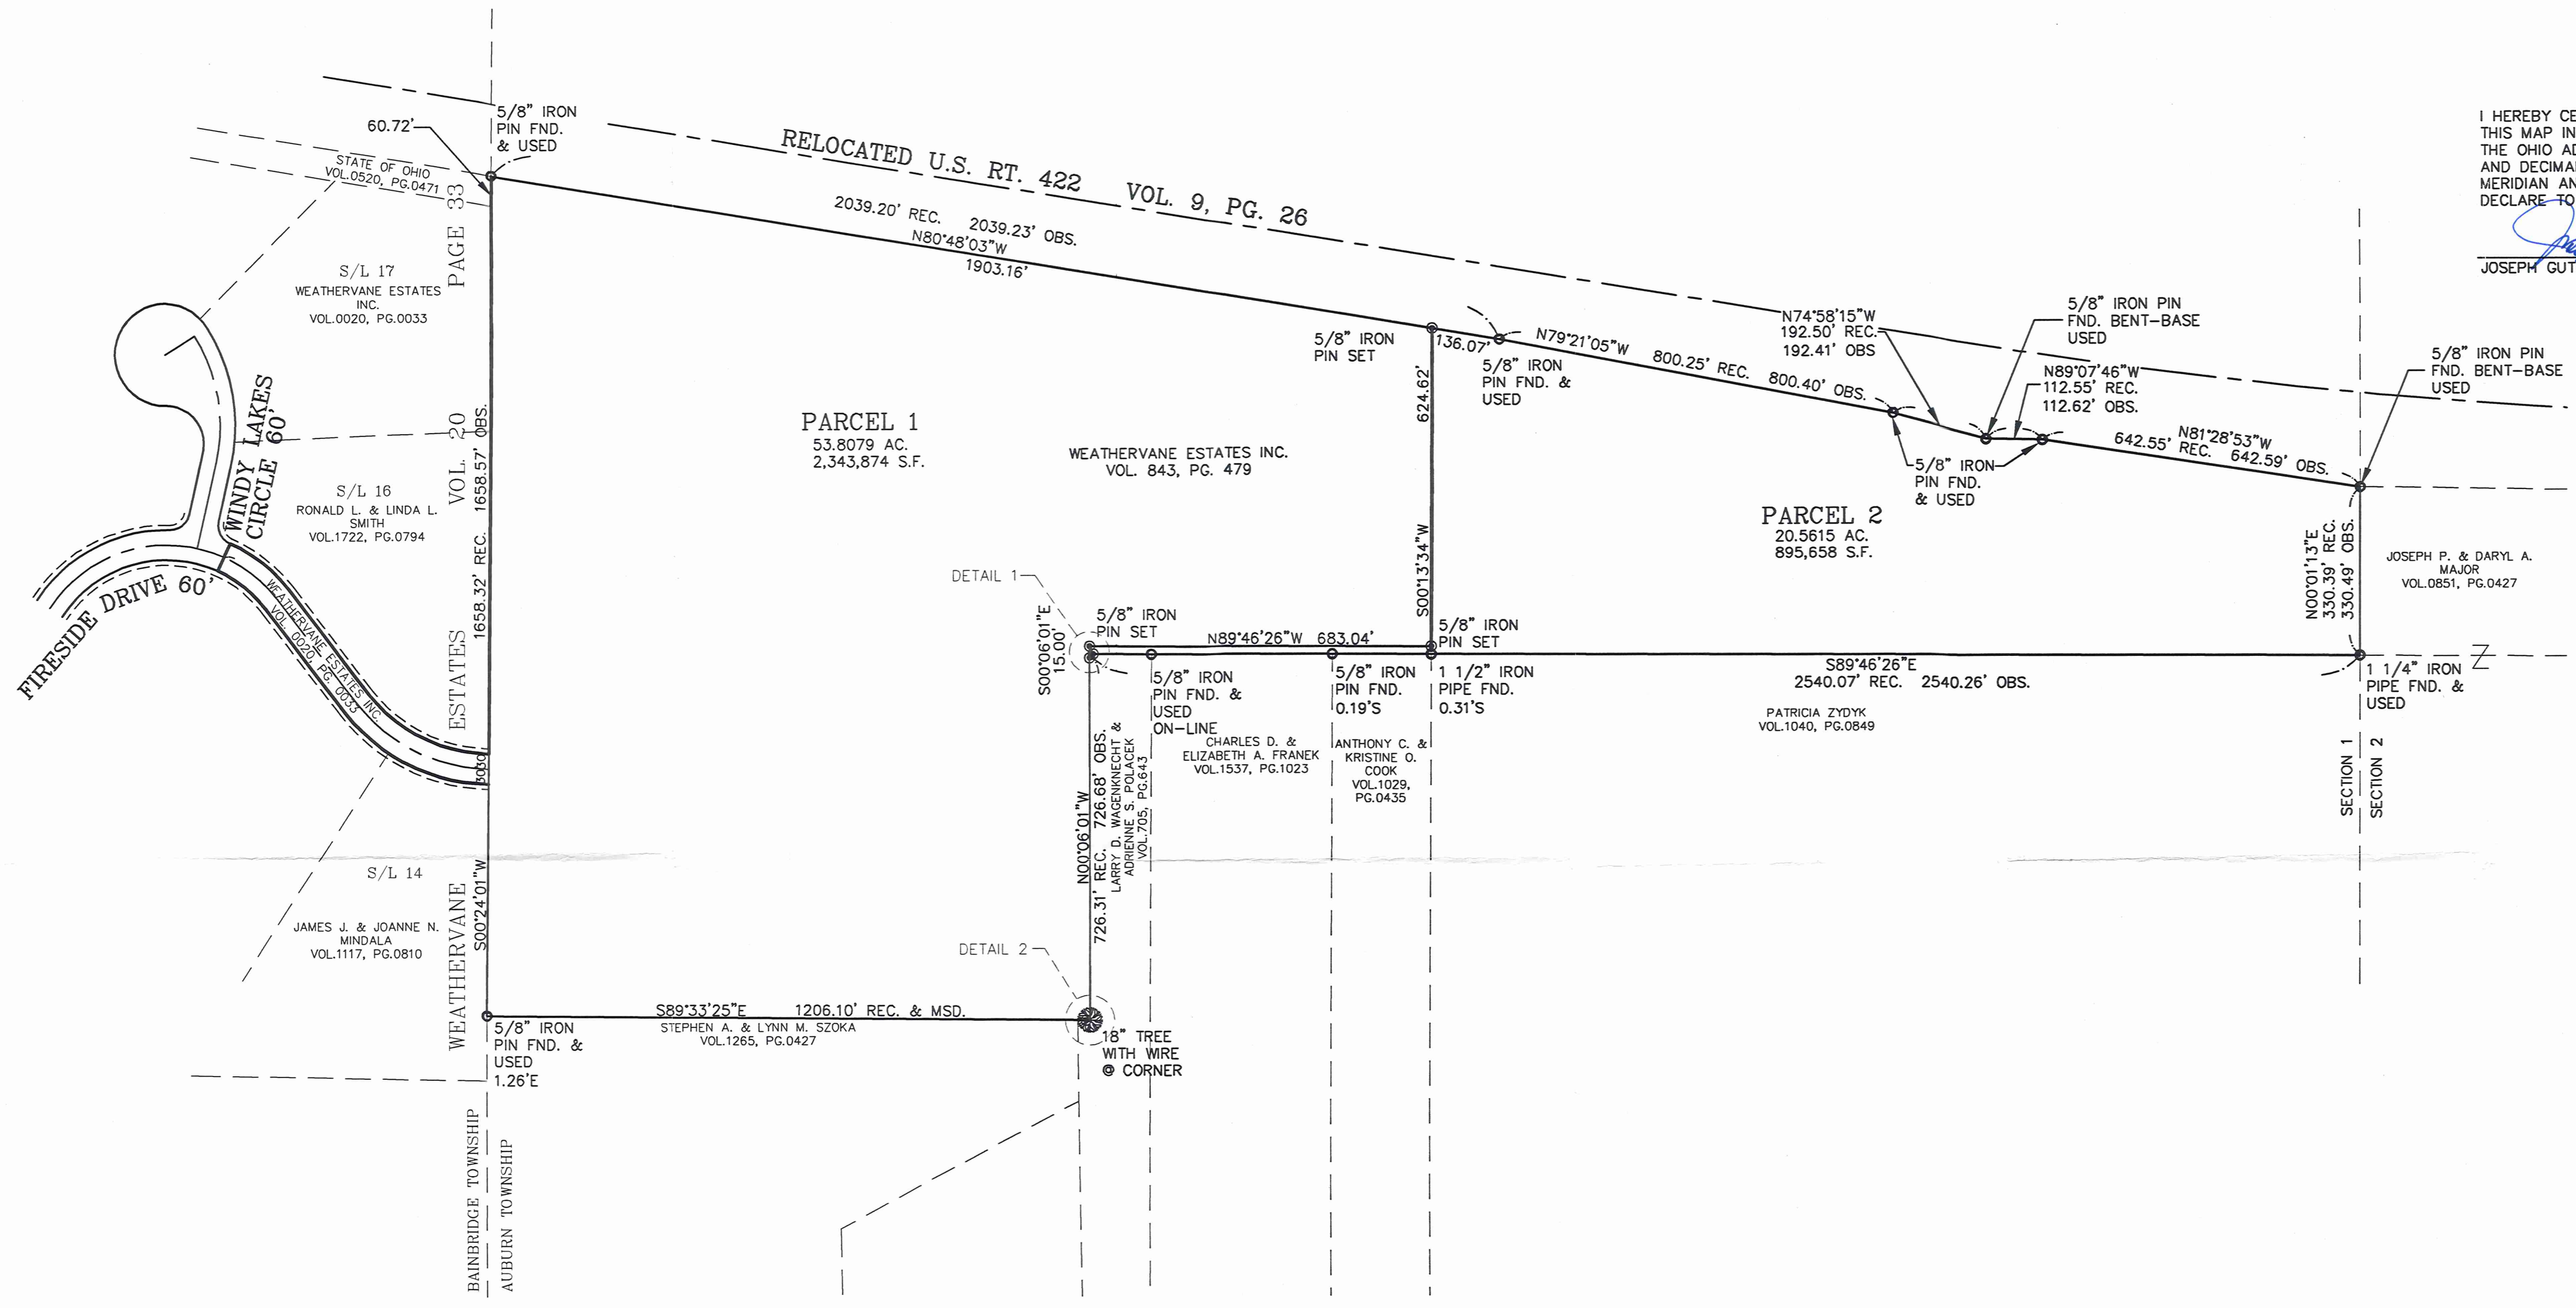 5/8" IRON
PIN FND.
& USED
60.72'
STATE OF OHIO
VOL.0520, PG.0471
RELOCATED U.S. RT. 422 VOL. 9, PG. 26
2039.20' REC. 2039.23' OBS.
N80°48'03"W
1903.16'
I HEREBY CE
THIS MAP IN
THE OHIO AD
AND DECIMAL
MERIDIAN AN
DECLARE TO
JOSEPH GUT
S/L 17
WEATHERVANE ESTATES
INC.
VOL.0020, PG.0033
WINDY LAKES
CIRCLE 60'
S/L 16
RONALD L. & LINDA L.
SMITH
VOL.1722, PG.0794
FIRESIDE DRIVE 60'
WEATHERVANE ESTATES INC.
VOL. 0020, PG. 0033
WEATHERVANE ESTATES VOL. 20 PAGE 33
S00°24'01"W 1658.32' REC. 1658.57' OBS.
3030
S/L 14
JAMES J. & JOANNE N.
MINDALA
VOL.1117, PG.0810
PARCEL 1
53.8079 AC.
2,343,874 S.F.
WEATHERVANE ESTATES INC.
VOL. 843, PG. 479
5/8" IRON
PIN SET
136.07'
5/8" IRON
PIN FND. &
USED
N79°21'05"W 800.25' REC. 800.40' OBS.
N74°58'15"W
192.50' REC.
192.41' OBS
5/8" IRON PIN
FND. BENT-BASE
USED
N89°07'46"W
112.55' REC.
112.62' OBS.
5/8" IRON
PIN FND.
& USED
N81°28'53"W
642.55' REC. 642.59' OBS.
5/8" IRON PIN
FND. BENT-BASE
USED
S00°13'34"W
624.62'
PARCEL 2
20.5615 AC.
895,658 S.F.
N00°01'13"E
330.39' REC.
330.49' OBS.
JOSEPH P. & DARYL A.
MAJOR
VOL.0851, PG.0427
DETAIL 1
S00°06'01"E
15.00'
5/8" IRON
PIN SET
N89°46'26"W 683.04'
5/8" IRON
PIN SET
5/8" IRON
PIN FND. &
USED
ON-LINE
5/8" IRON
PIN FND.
0.19'S
1 1/2" IRON
PIPE FND.
0.31'S
S89°46'26"E
2540.07' REC. 2540.26' OBS.
PATRICIA ZYDYK
VOL.1040, PG.0849
1 1/4" IRON
PIPE FND. &
USED
Z
N00°06'01"W
726.31' REC. 726.68' OBS.
LARRY D. WAGENKNECHT &
ADRIENNE S. POLACEK
VOL.705, PG.643
CHARLES D. &
ELIZABETH A. FRANEK
VOL.1537, PG.1023
ANTHONY C. &
KRISTINE O.
COOK
VOL.1029,
PG.0435
SECTION 1
SECTION 2
DETAIL 2
S89°33'25"E 1206.10' REC. & MSD.
STEPHEN A. & LYNN M. SZOKA
VOL.1265, PG.0427
5/8" IRON
PIN FND. &
USED
1.26'E
18" TREE
WITH WIRE
@ CORNER
BAINBRIDGE TOWNSHIP
AUBURN TOWNSHIP